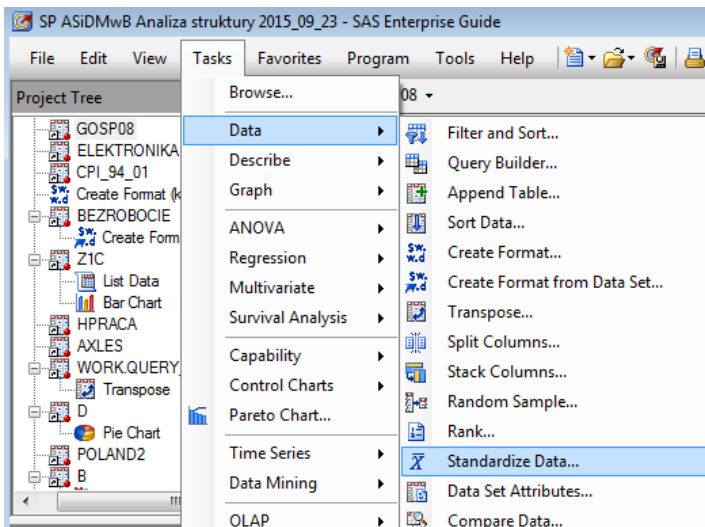 SP ASiDMwB Analiza struktury 2015_09_23 - SAS Enterprise Guide
File Edit View Tasks Favorites Program Tools Help
Project Tree
08
GOSP08
ELEKTRONIKA
CPI_94_01
Create Format (k
BEZROBOCIE
Create Form
Z1C
List Data
Bar Chart
HPRACA
AXLES
WORK.QUERY_
Transpose
D
Pie Chart
POLAND2
B
Browse...
Data
Describe
Graph
ANOVA
Regression
Multivariate
Survival Analysis
Capability
Control Charts
Pareto Chart...
Time Series
Data Mining
OLAP
Filter and Sort...
Query Builder...
Append Table...
Sort Data...
Create Format...
Create Format from Data Set...
Transpose...
Split Columns...
Stack Columns...
Random Sample...
Rank...
Standardize Data...
Data Set Attributes...
Compare Data...